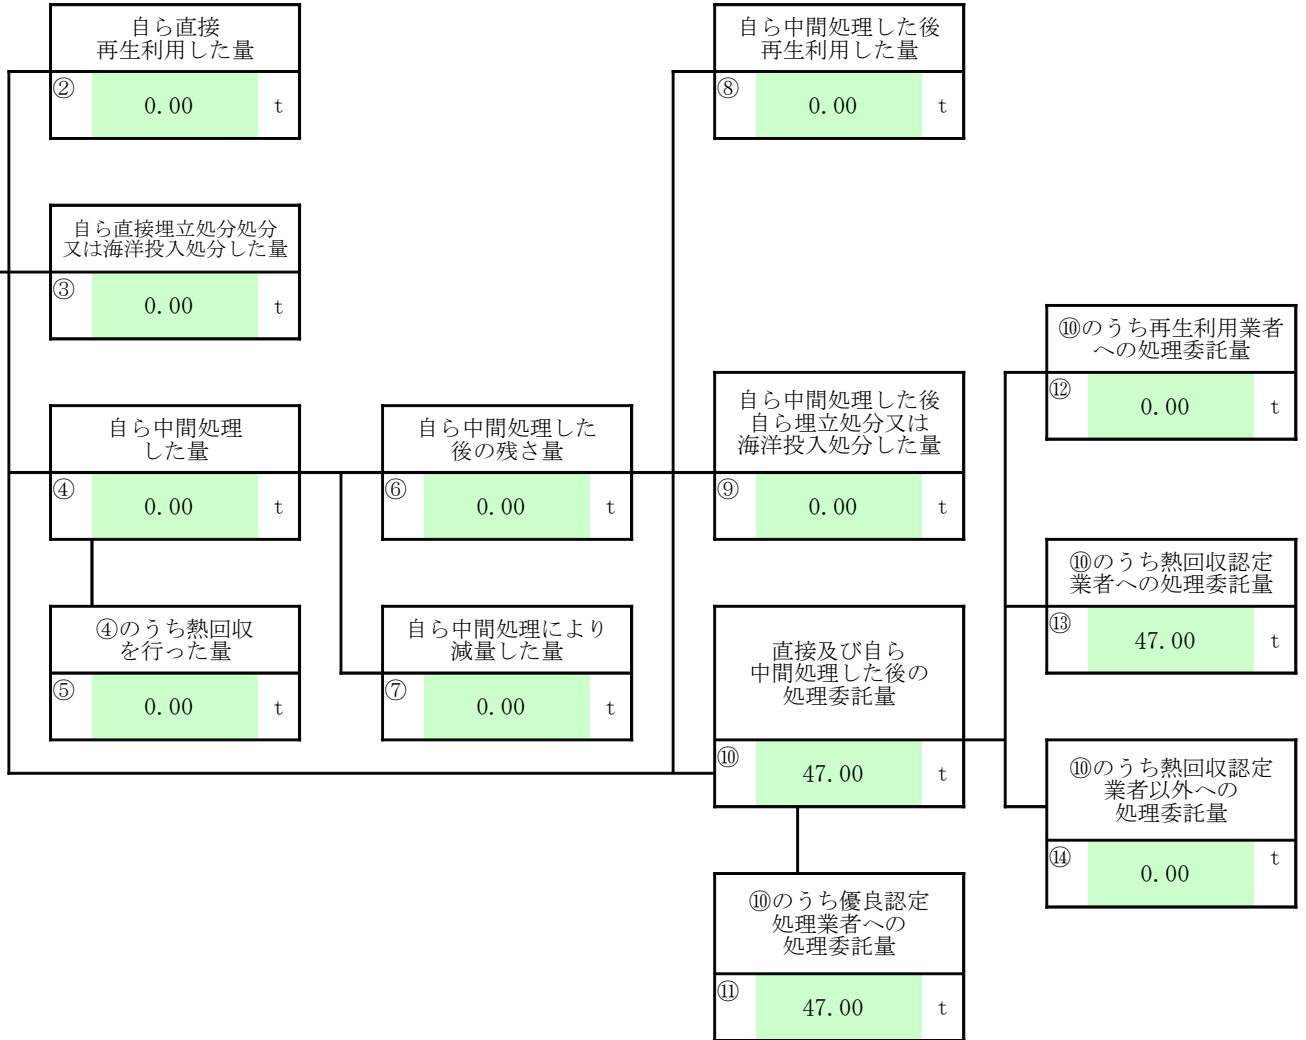 自ら直接
再生利用した量
②
0.00 t
自ら中間処理した後
再生利用した量
⑧
0.00 t
自ら直接埋立処分処分
又は海洋投入処分した量
③
0.00 t
⑩のうち再生利用業者
への処理委託量
⑫
0.00 t
自ら中間処理
した量
④
0.00 t
自ら中間処理した
後の残さ量
⑥
0.00 t
自ら中間処理した後
自ら埋立処分又は
海洋投入処分した量
⑨
0.00 t
⑩のうち熱回収認定
業者への処理委託量
⑬
47.00 t
④のうち熱回収
を行った量
⑤
0.00 t
自ら中間処理により
減量した量
⑦
0.00 t
直接及び自ら
中間処理した後の
処理委託量
⑩
47.00 t
⑩のうち熱回収認定
業者以外への
処理委託量
⑭
0.00 t
⑩のうち優良認定
処理業者への
処理委託量
⑪
47.00 t